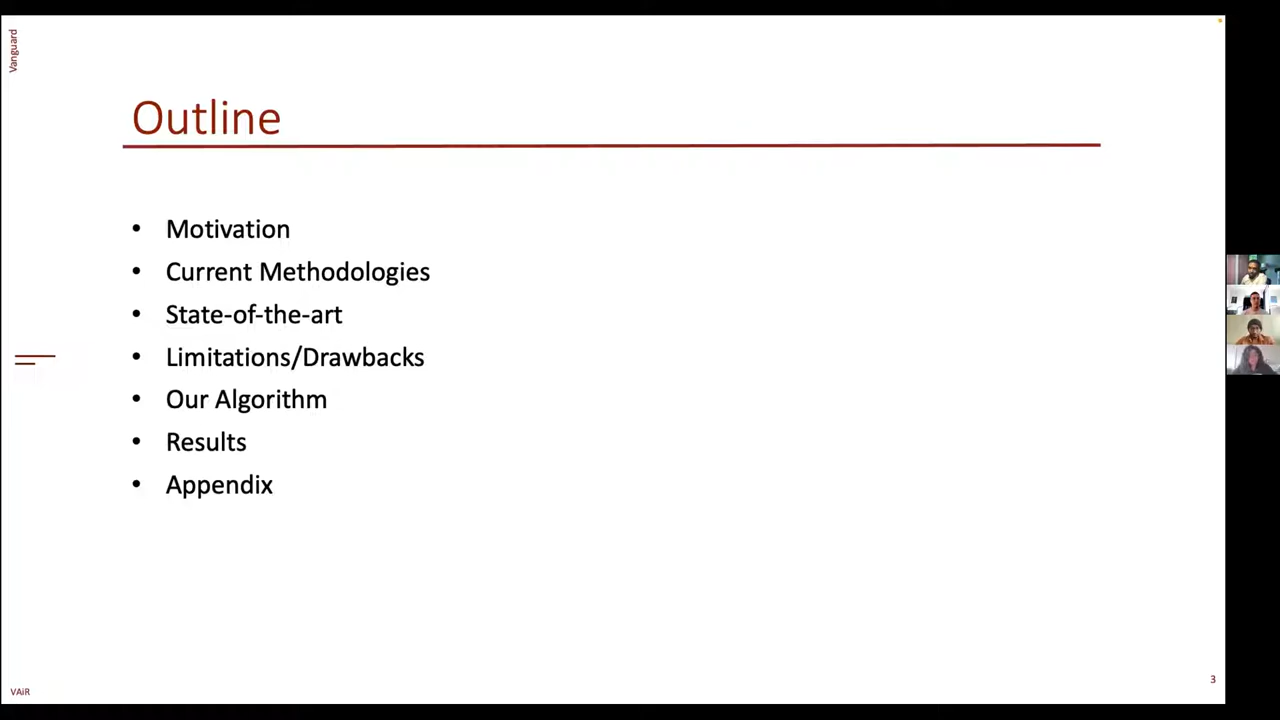 Vanguard
Outline
• Motivation
• Current Methodologies
• State-of-the-art
• Limitations/Drawbacks
• Our Algorithm
• Results
• Appendix
VAiR
3